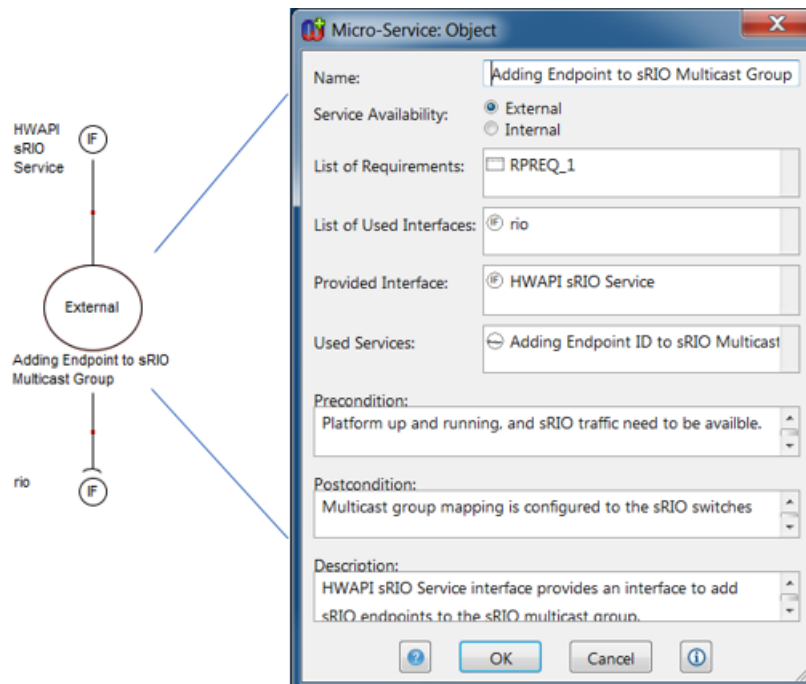 HWAPI
sRIO
Service
IF
External
Adding Endpoint to sRIO
Multicast Group
rio
IF
Micro-Service: Object
Name:
Adding Endpoint to sRIO Multicast Group
Service Availability:
External
Internal
List of Requirements:
RPREQ_1
List of Used Interfaces:
IF rio
Provided Interface:
IF HWAPI sRIO Service
Used Services:
Adding Endpoint ID to sRIO Multicast
Precondition:
Platform up and running, and sRIO traffic need to be availble.
Postcondition:
Multicast group mapping is configured to the sRIO switches
Description:
HWAPI sRIO Service interface provides an interface to add
sRIO endpoints to the sRIO multicast group.
OK
Cancel